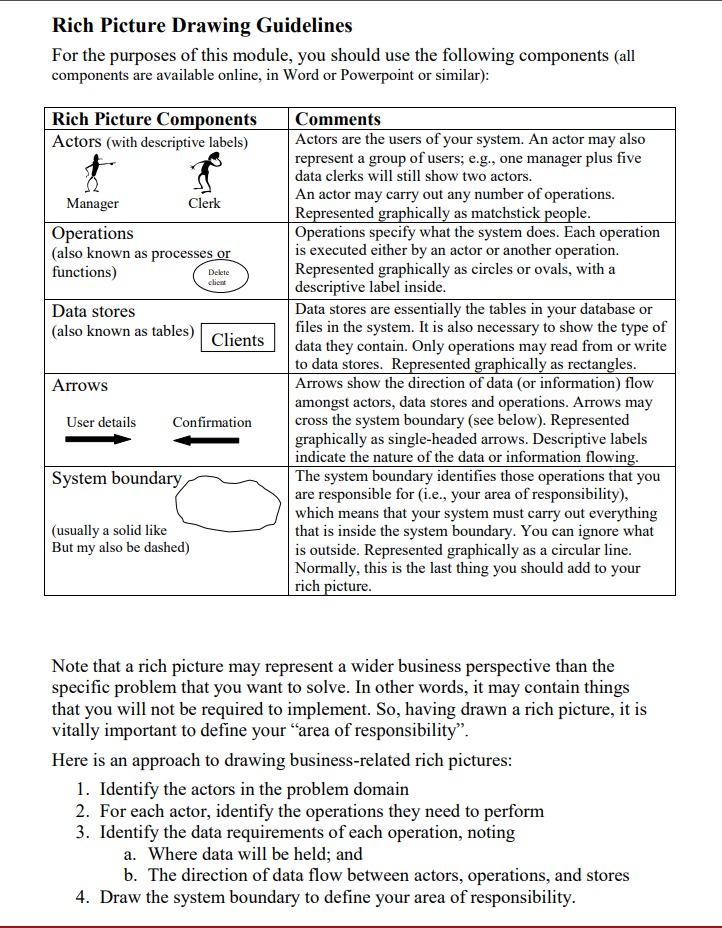 Rich Picture Drawing Guidelines
For the purposes of this module, you should use the following components (all
components are available online, in Word or Powerpoint or similar):
Rich Picture Components
Comments
Actors (with descriptive labels)
Manager
Clerk
Actors are the users of your system. An actor may also
represent a group of users; e.g., one manager plus five
data clerks will still show two actors.
An actor may carry out any number of operations.
Represented graphically as matchstick people.
Operations
(also known as processes or
functions)
Delete
client
Operations specify what the system does. Each operation
is executed either by an actor or another operation.
Represented graphically as circles or ovals, with a
descriptive label inside.
Data stores
(also known as tables)
Clients
Data stores are essentially the tables in your database or
files in the system. It is also necessary to show the type of
data they contain. Only operations may read from or write
to data stores.  Represented graphically as rectangles.
Arrows
User details
Confirmation
Arrows show the direction of data (or information) flow
amongst actors, data stores and operations. Arrows may
cross the system boundary (see below). Represented
graphically as single-headed arrows. Descriptive labels
indicate the nature of the data or information flowing.
System boundary
(usually a solid like
But my also be dashed)
The system boundary identifies those operations that you
are responsible for (i.e., your area of responsibility),
which means that your system must carry out everything
that is inside the system boundary. You can ignore what
is outside. Represented graphically as a circular line.
Normally, this is the last thing you should add to your
rich picture.
Note that a rich picture may represent a wider business perspective than the
specific problem that you want to solve. In other words, it may contain things
that you will not be required to implement. So, having drawn a rich picture, it is
vitally important to define your “area of responsibility”.
Here is an approach to drawing business-related rich pictures:
1. Identify the actors in the problem domain
2. For each actor, identify the operations they need to perform
3. Identify the data requirements of each operation, noting
a. Where data will be held; and
b. The direction of data flow between actors, operations, and stores
4. Draw the system boundary to define your area of responsibility.